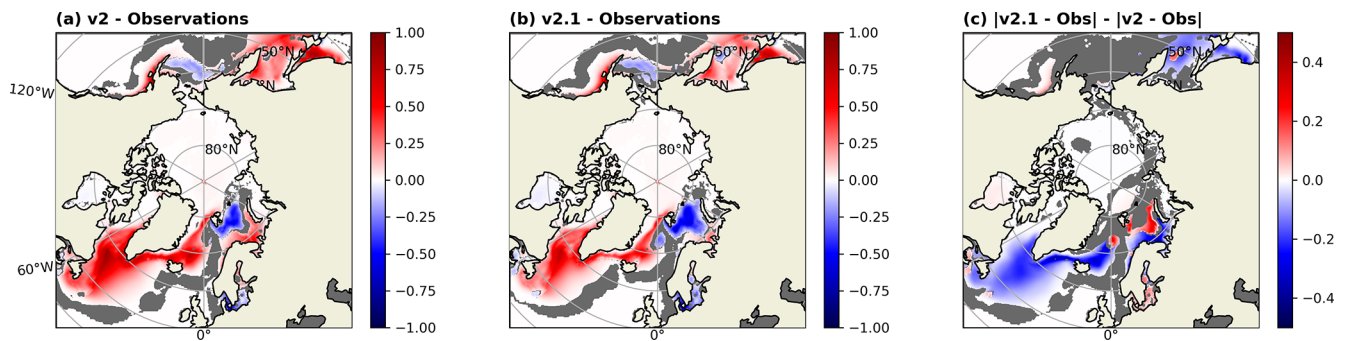 (a) v2 - Observations
(b) v2.1 - Observations
(c) |v2.1 - Obs| - |v2 - Obs|
120°W
60°W
50°N
°N
80°N
0°
1.00
0.75
0.50
0.25
0.00
−0.25
−0.50
−0.75
−1.00
50°N
°N
80°N
0°
1.00
0.75
0.50
0.25
0.00
−0.25
−0.50
−0.75
−1.00
50°N
°N
80°N
0°
0.4
0.2
0.0
−0.2
−0.4